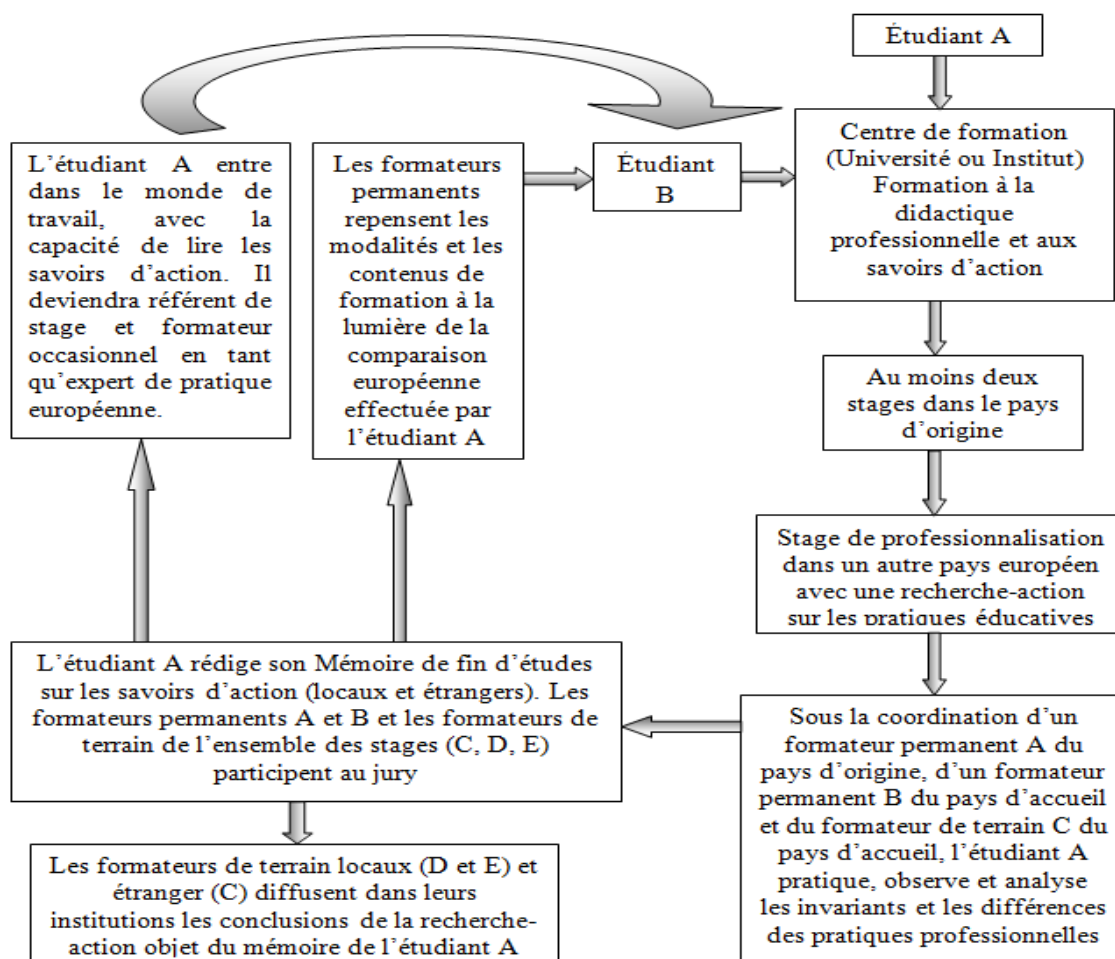 Étudiant A
Centre de formation
(Université ou Institut)
Formation à la
didactique
professionnelle et aux
savoirs d'action
Au moins deux
stages dans le pays
d'origine
Stage de professionnalisation
dans un autre pays européen
avec une recherche-action
sur les pratiques éducatives
Sous la coordination d'un
formateur permanent A du
pays d'origine, d'un formateur
permanent B du pays d'accueil
et du formateur de terrain C du
pays d'accueil, l'étudiant A
pratique, observe et analyse
les invariants et les différences
des pratiques professionnelles
L'étudiant A rédige son Mémoire de fin d'études
sur les savoirs d'action (locaux et étrangers). Les
formateurs permanents A et B et les formateurs de
terrain de l'ensemble des stages (C, D, E)
participent au jury
Les formateurs de terrain locaux (D et E) et
étranger (C) diffusent dans leurs
institutions les conclusions de la recherche-
action objet du mémoire de l'étudiant A
L'étudiant A entre
dans le monde de
travail, avec la
capacité de lire les
savoirs d'action. Il
deviendra référent de
stage et formateur
occasionnel en tant
qu'expert de pratique
européenne.
Les formateurs
permanents
repensent les
modalités et les
contenus de
formation à la
lumière de la
comparaison
européenne
effectuée par
l'étudiant A
Étudiant
B